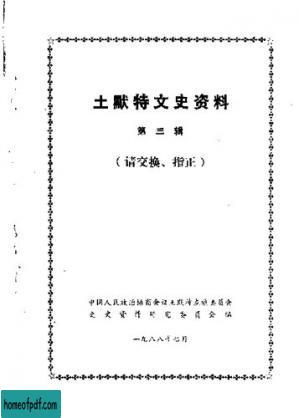 土默特文史资料
第三辑
(请交换、指正)
中国人民政治协商会议土默特左旗委员会
文史资料研究委员会编
一九八八年七月
homeofpdf.com